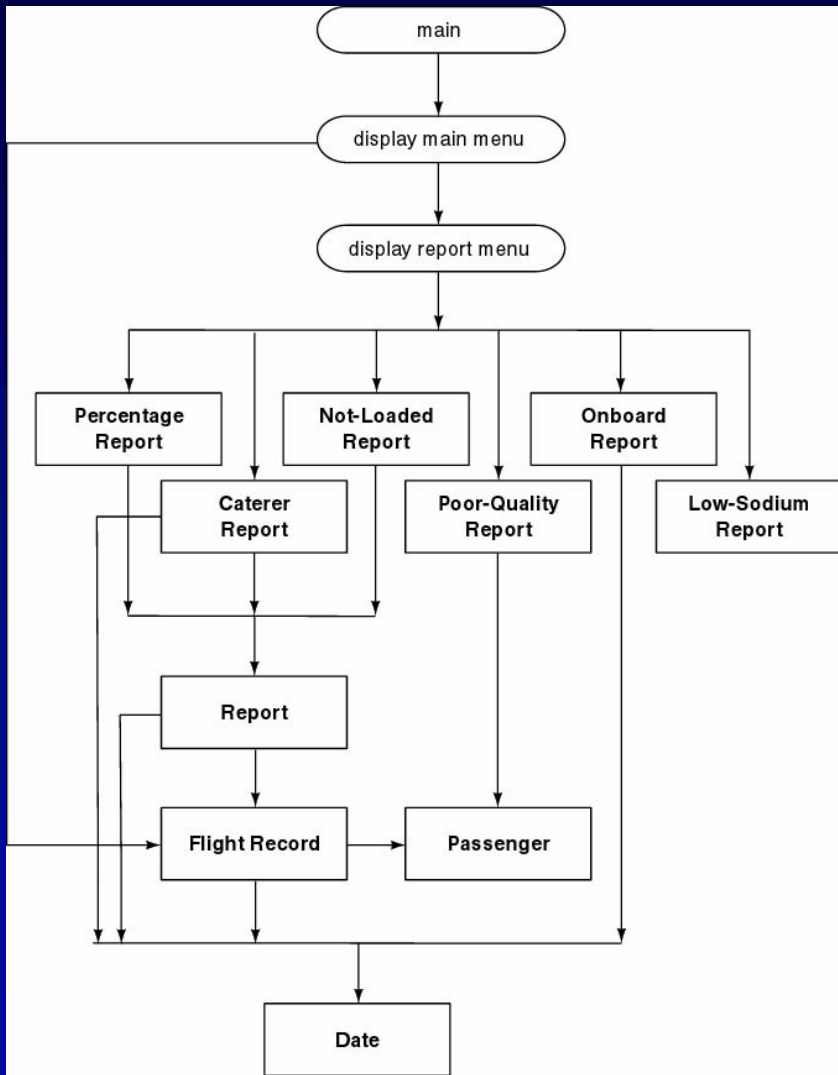 main
display main menu
display report menu
Percentage
Report
Not-Loaded
Report
Onboard
Report
Caterer
Report
Poor-Quality
Report
Low-Sodium
Report
Report
Flight Record
Passenger
Date